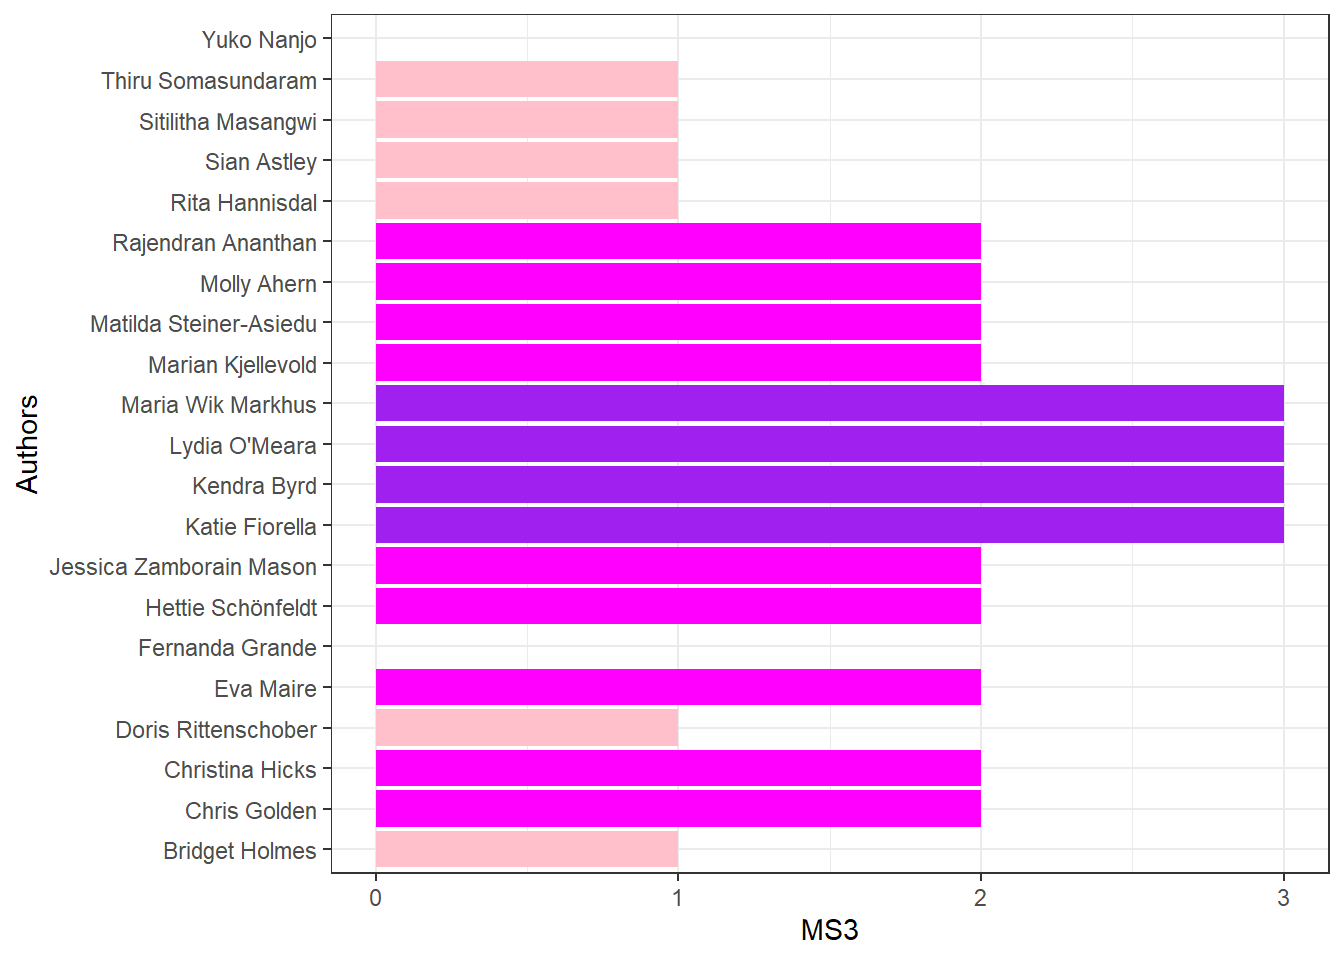 Yuko Nanjo
Thiru Somasundaram
Sitilitha Masangwi
Sian Astley
Rita Hannisdal
Rajendran Ananthan
Molly Ahern
Matilda Steiner-Asiedu
Marian Kjellevold
Maria Wik Markhus
Lydia O'Meara
Kendra Byrd
Katie Fiorella
Jessica Zamborain Mason
Hettie Schönfeldt
Fernanda Grande
Eva Maire
Doris Rittenschober
Christina Hicks
Chris Golden
Bridget Holmes
Authors
0 1 2 3
MS3